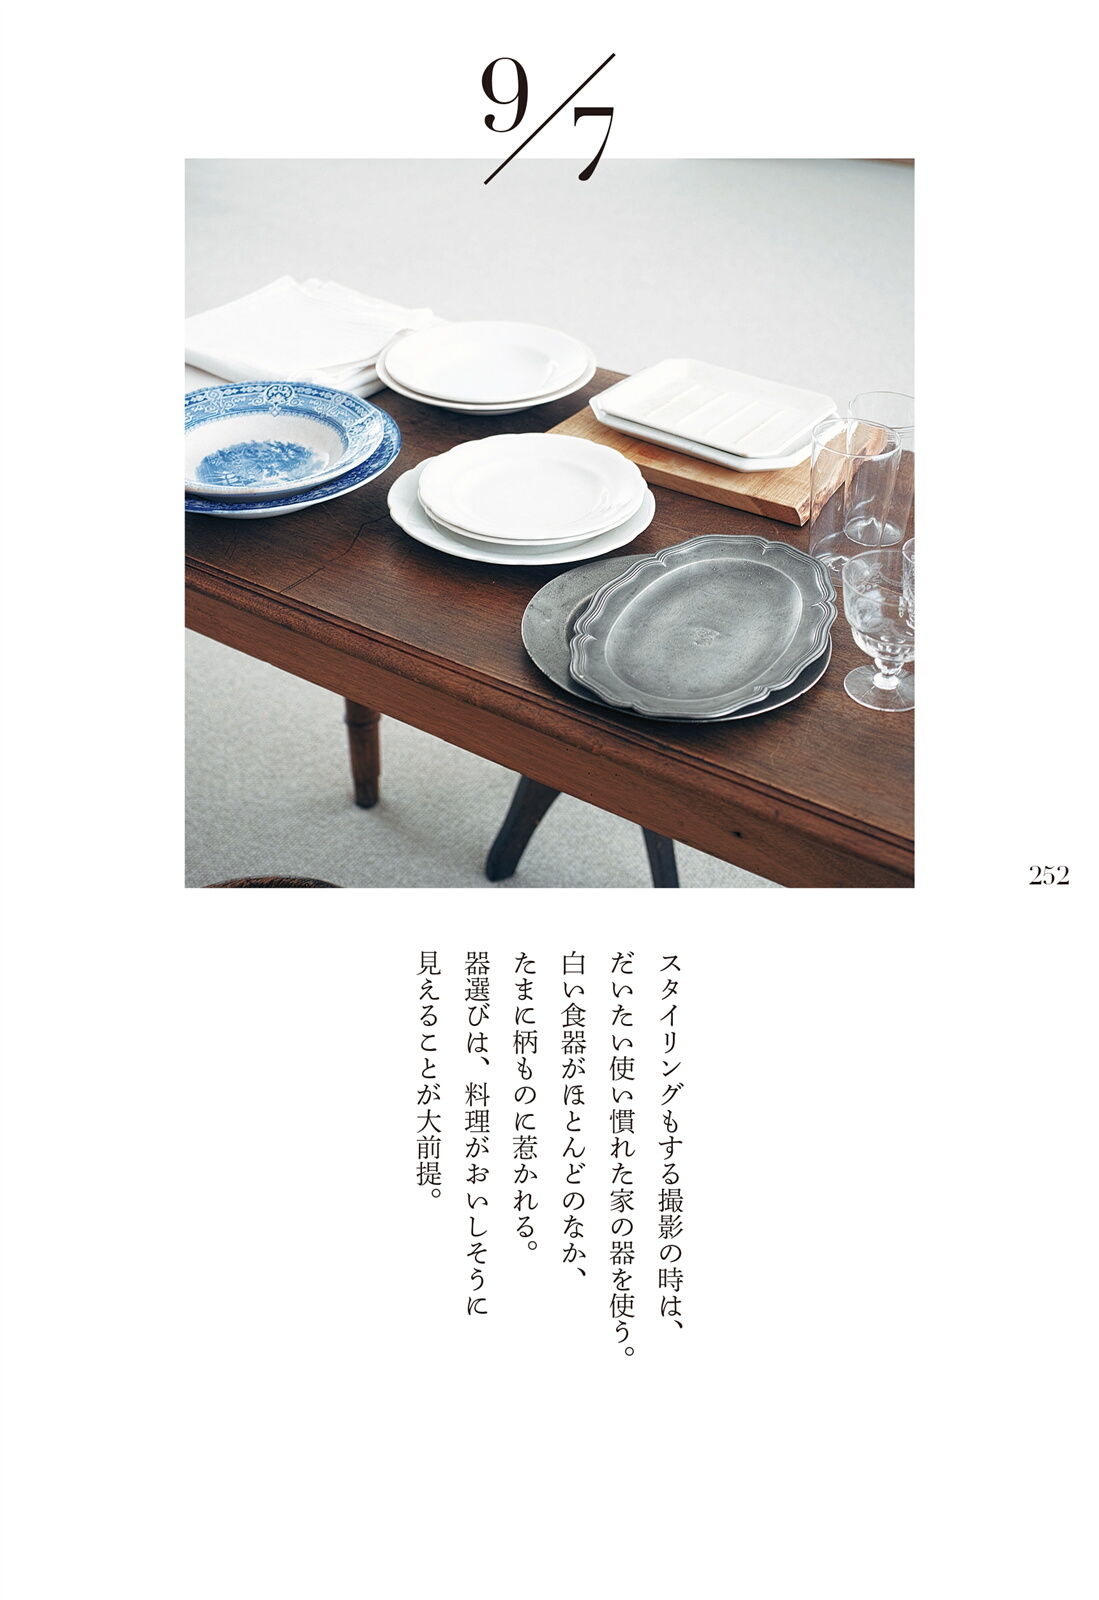 9/7
スタイリングもする撮影の時は、
だいたい使い慣れた家の器を使う。
白い食器がほとんどのなか、
たまに柄ものに惹かれる。
器選びは、料理がおいしそうに
見えることが大前提。
252